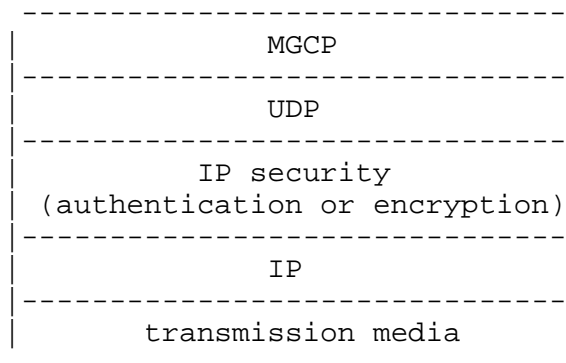 MGCP
UDP
IP security
(authentication or encryption)
IP
transmission media